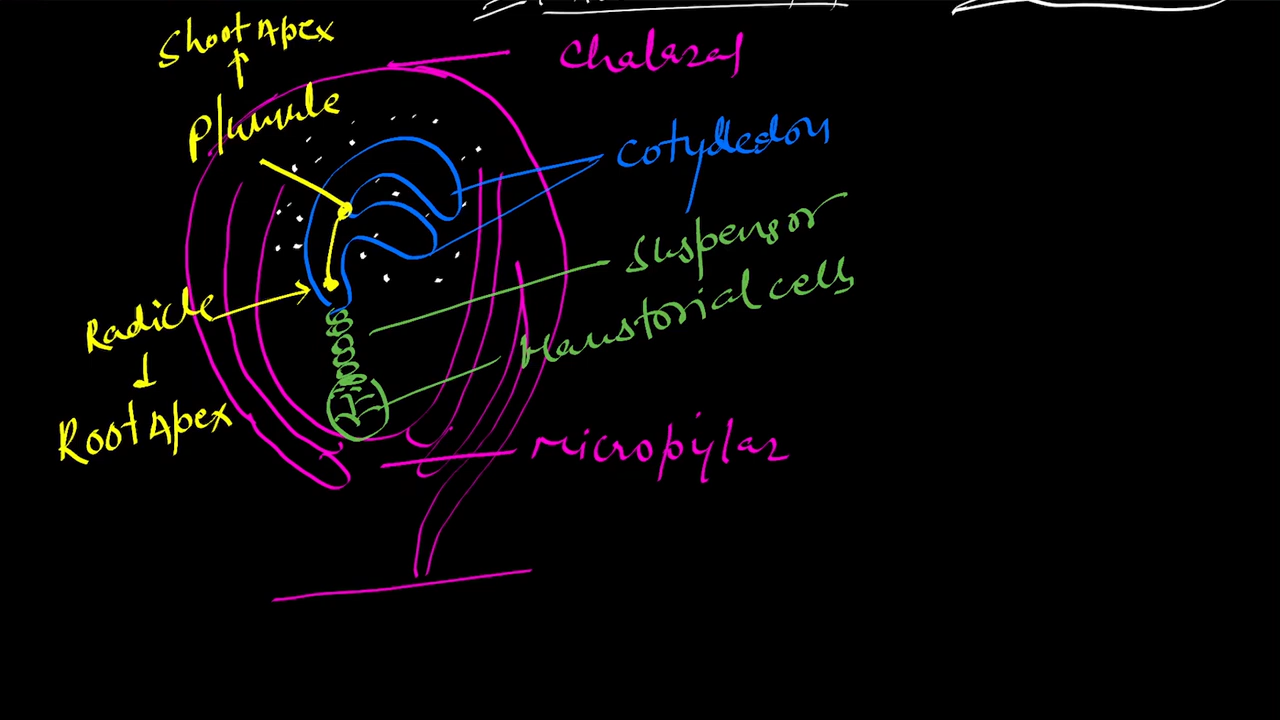 Shoot Apex
Chalazal
Plumule
Cotyledon
Suspensor
Haustorial cells
Radicle
Root Apex
Micropylar